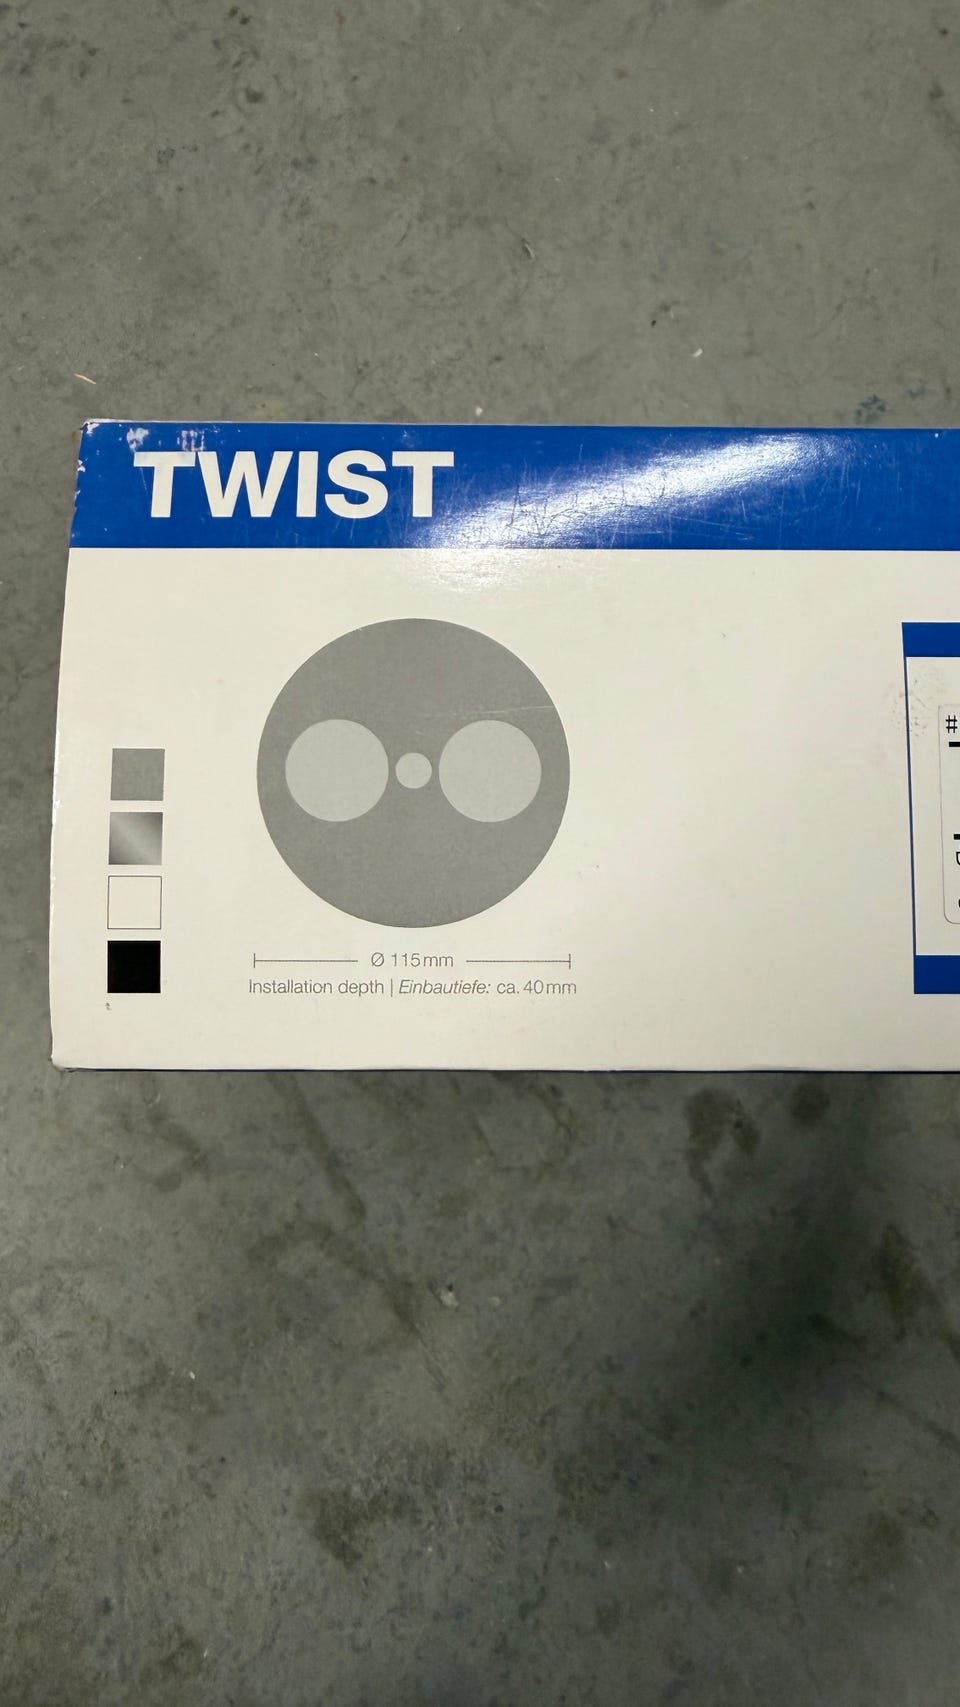 TWIST
Ø 115 mm
Installation depth | Einbautiefe: ca. 40 mm
#